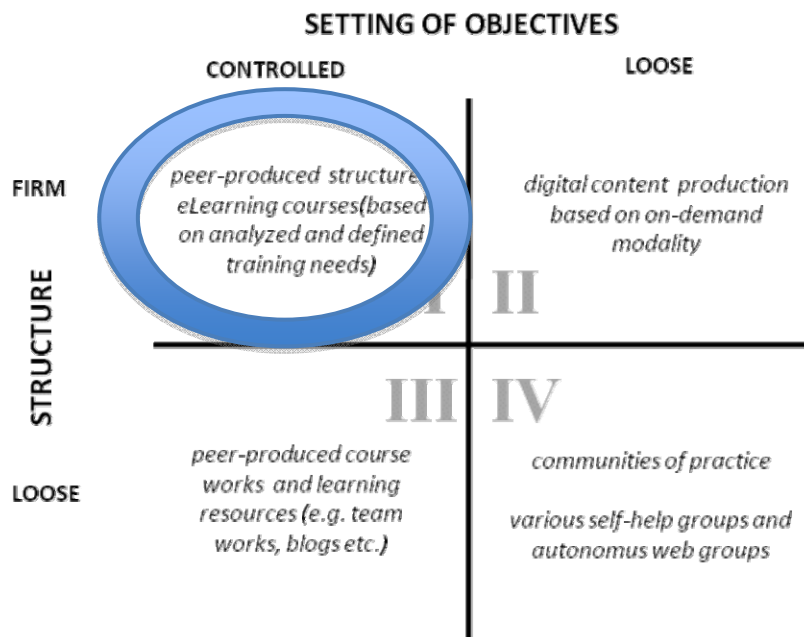 SETTING OF OBJECTIVES
CONTROLLED
LOOSE
FIRM
peer-produced structure
eLearning courses(based
on analyzed and defined
training needs)
digital content production
based on on-demand
modality
I
II
STRUCTURE
III
IV
LOOSE
peer-produced course
works and learning
resources (e.g. team
works, blogs etc.)
communities of practice
various self-help groups and
autonomus web groups